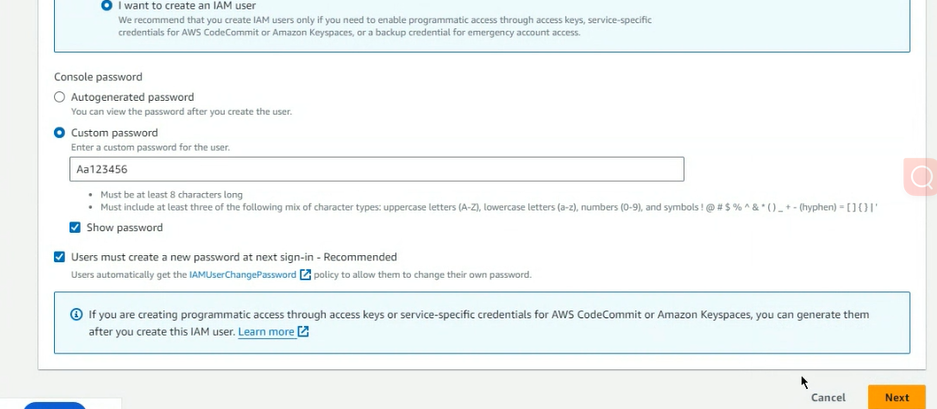 I want to create an IAM user
We recommend that you create IAM users only if you need to enable programmatic access through access keys, service-specific
credentials for AWS CodeCommit or Amazon Keyspaces, or a backup credential for emergency account access.
Console password
Autogenerated password
You can view the password after you create the user.
Custom password
Enter a custom password for the user.
Aa123456
• Must be at least 8 characters long
• Must include at least three of the following mix of character types: uppercase letters (A-Z), lowercase letters (a-z), numbers (0-9), and symbols ! @ # $ % ^ & * ( ) _ + - (hyphen) = [ ] { } | '
Show password
Users must create a new password at next sign-in - Recommended
Users automatically get the IAMUserChangePassword policy to allow them to change their own password.
If you are creating programmatic access through access keys or service-specific credentials for AWS CodeCommit or Amazon Keyspaces, you can generate them
after you create this IAM user. Learn more
Cancel
Next